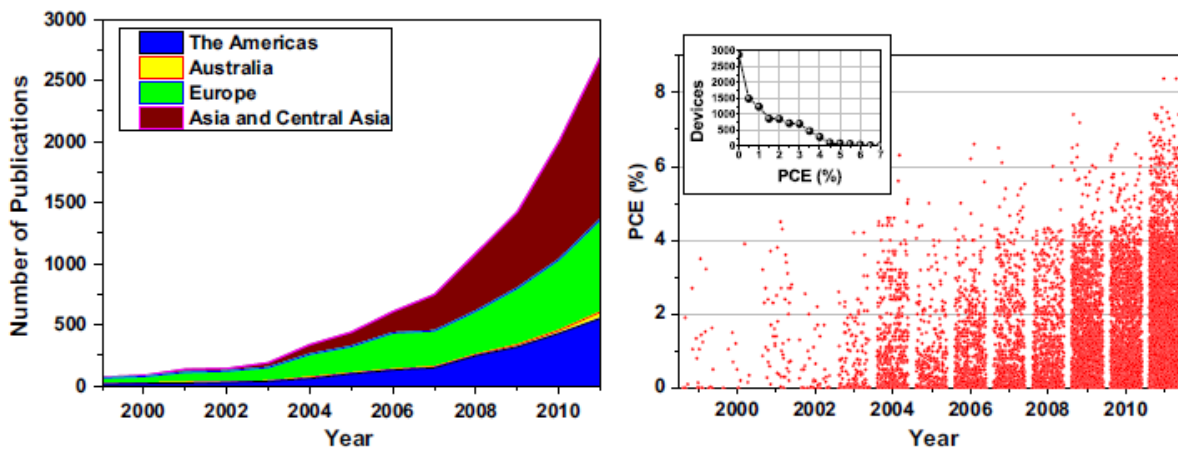 3000
2500
2000
1500
1000
500
0
Number of Publications
The Americas
Australia
Europe
Asia and Central Asia
2000 2002 2004 2006 2008 2010
Year
8
6
4
2
0
PCE (%)
3000
2500
2000
1500
1000
500
0
Devices
0 1 2 3 4 5 6 7
PCE (%)
2000 2002 2004 2006 2008 2010
Year